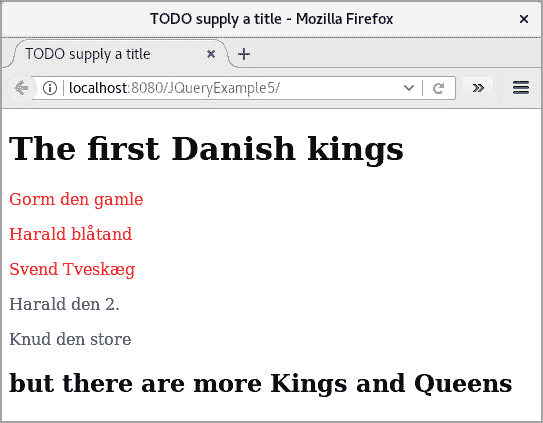 TODO supply a title - Mozilla Firefox ×
TODO supply a title × +
localhost:8080/JQueryExample5/
The first Danish kings
Gorm den gamle
Harald blåtand
Svend Tveskæg
Harald den 2.
Knud den store
but there are more Kings and Queens